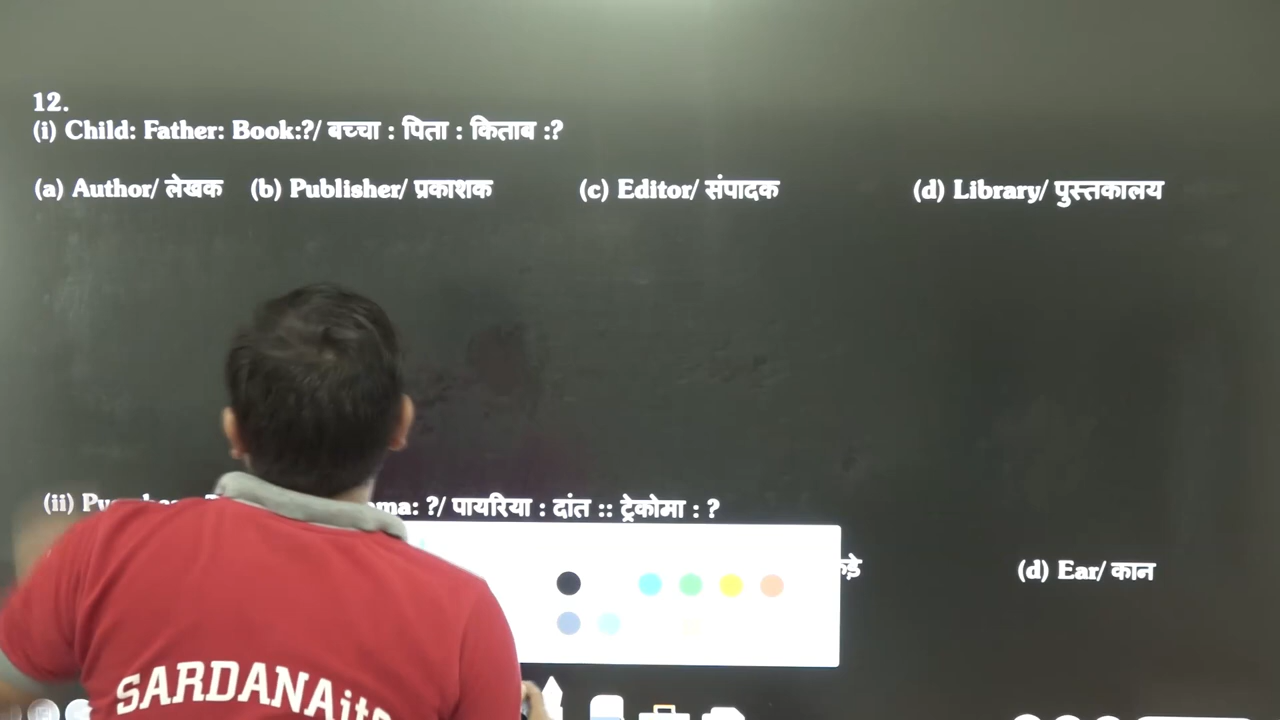 12.
(i) Child: Father: Book:?/ बच्चा : पिता : किताब :?
(a) Author/ लेखक (b) Publisher/ प्रकाशक (c) Editor/ संपादक (d) Library/ पुस्तकालय
(ii) ?/ पायरिया : दांत :: ट्रेकोमा : ?
(d) Ear/ कान
SARDANA